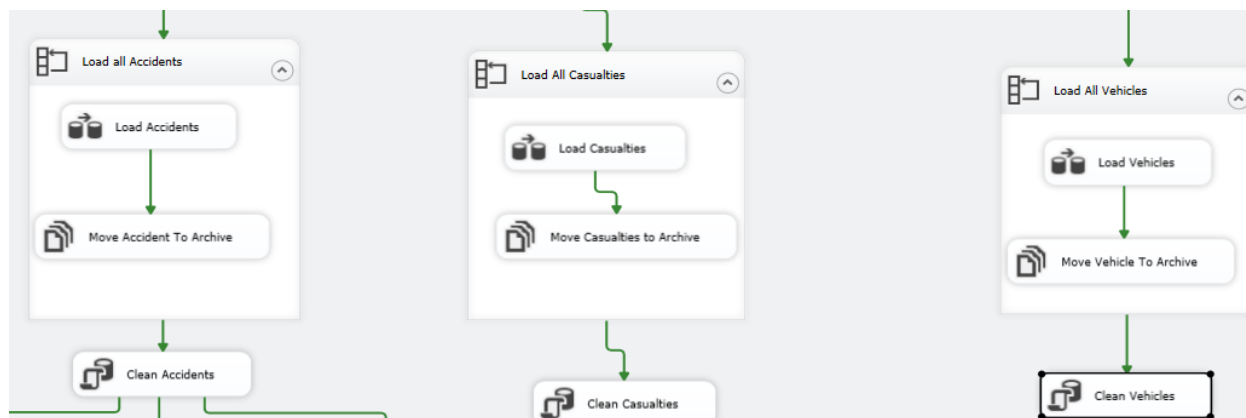 Load all Accidents
Load Accidents
Move Accident To Archive
Clean Accidents
Load All Casualties
Load Casualties
Move Casualties to Archive
Clean Casualties
Load All Vehicles
Load Vehicles
Move Vehicle To Archive
Clean Vehicles